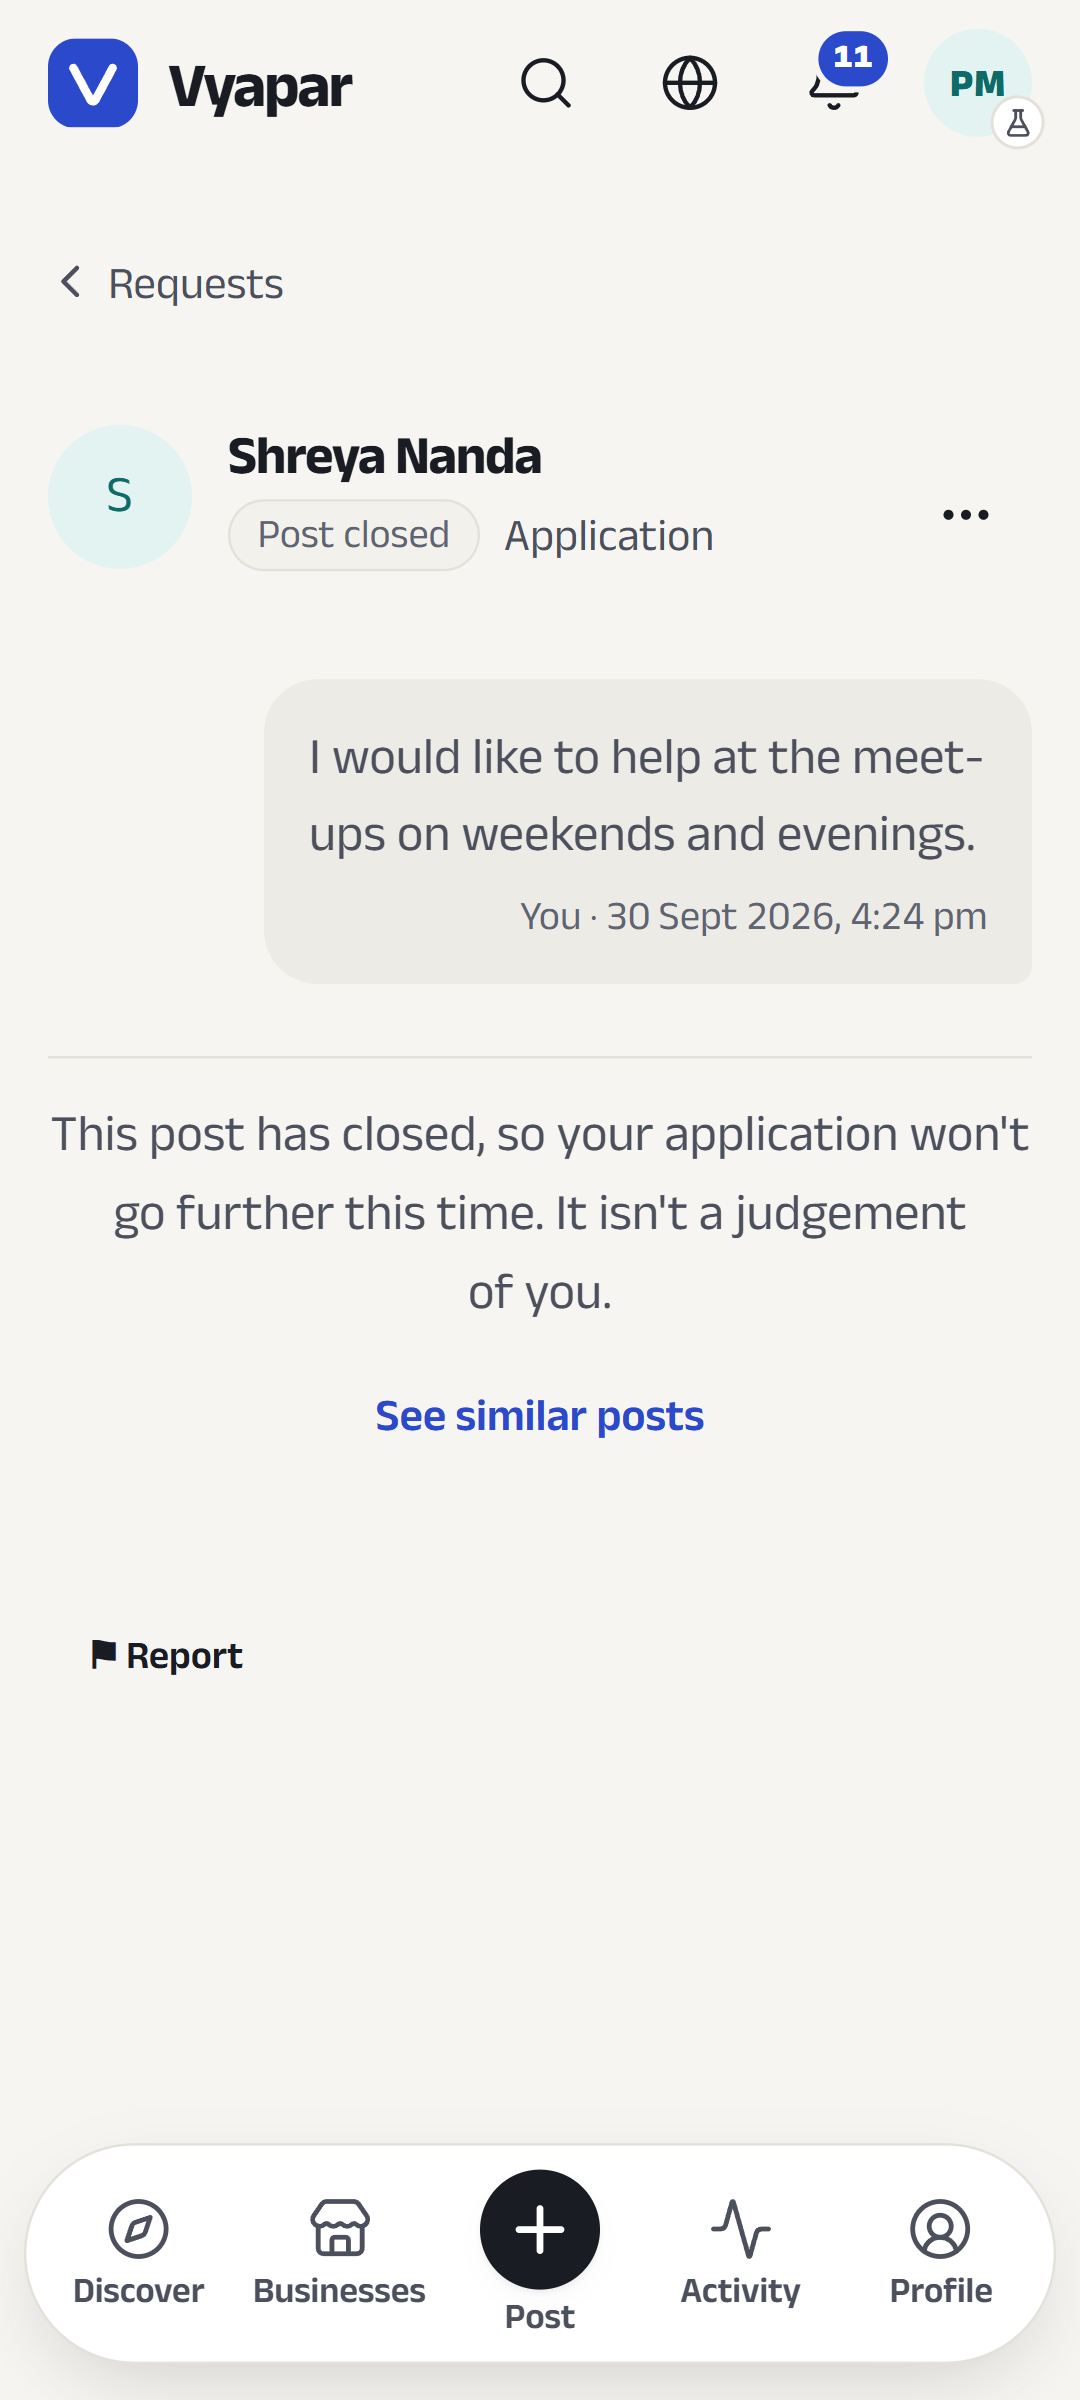 Vyapar
11
PM
Requests
S
Shreya Nanda
Post closed
Application
I would like to help at the meet-
ups on weekends and evenings.
You · 30 Sept 2026, 4:24 pm
This post has closed, so your application won't
go further this time. It isn't a judgement
of you.
See similar posts
Report
Discover
Businesses
Post
Activity
Profile